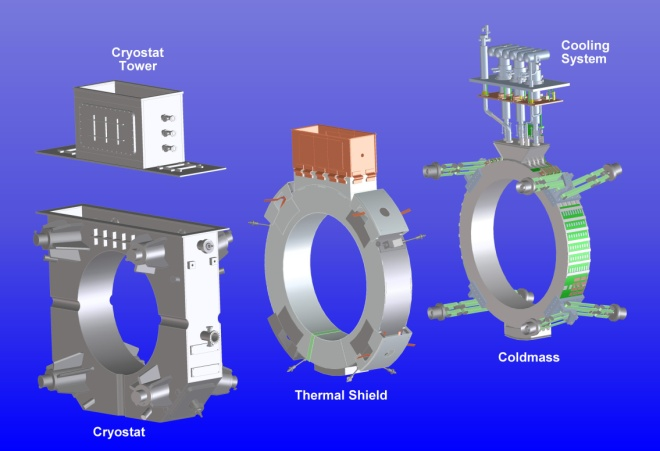 Cryostat
Tower
Cooling
System
Coldmass
Thermal Shield
Cryostat